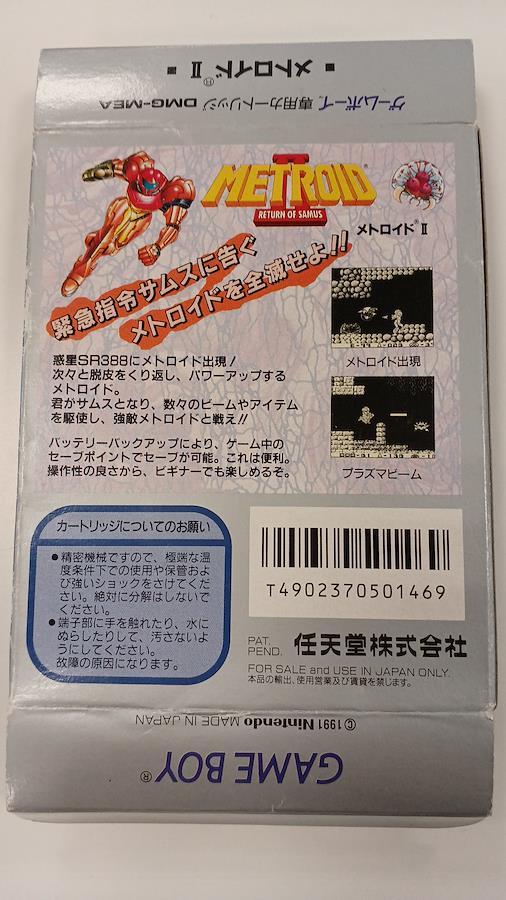 ■ メトロイド®Ⅱ ■
ゲームボーイ™専用カートリッジ DMG-MEA
METROID® II
RETURN OF SAMUS
メトロイド®Ⅱ
緊急指令サムスに告ぐ
メトロイドを全滅せよ!!
惑星SR388にメトロイド出現！
次々と脱皮をくり返し、パワーアップする
メトロイド。
君がサムスとなり、数々のビームやアイテム
を駆使し、強敵メトロイドと戦え!!
バッテリーバックアップにより、ゲーム中の
セーブポイントでセーブが可能。これは便利。
操作性の良さから、ビギナーでも楽しめるぞ。
メトロイド出現
プラズマビーム
カートリッジについてのお願い
●精密機械ですので、極端な温
度条件下での使用や保管およ
び強いショックをさけてくだ
さい。絶対に分解はしないで
ください。
●端子部に手を触れたり、水に
ぬらしたりして、汚さないよ
うにしてください。
故障の原因になります。
T4902370501469
PAT.
PEND.
任天堂株式会社
FOR SALE and USE IN JAPAN ONLY.
本品の輸出、使用営業及び賃貸を禁じます。
© 1991 Nintendo MADE IN JAPAN
GAME BOY®